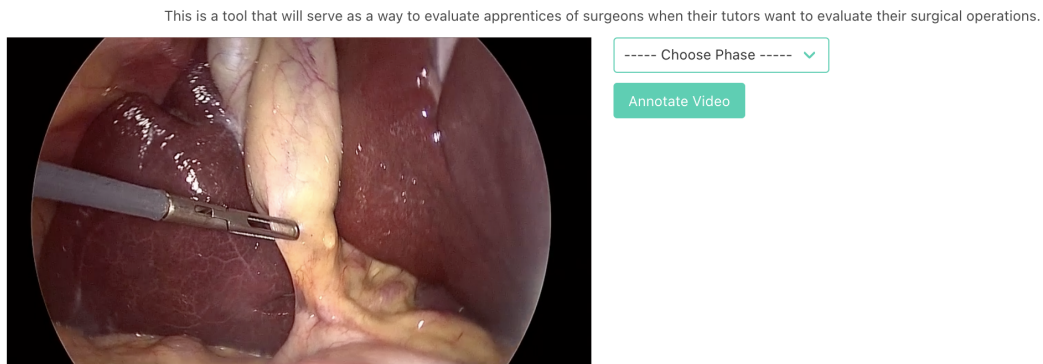 This is a tool that will serve as a way to evaluate apprentices of surgeons when their tutors want to evaluate their surgical operations.
----- Choose Phase -----
Annotate Video